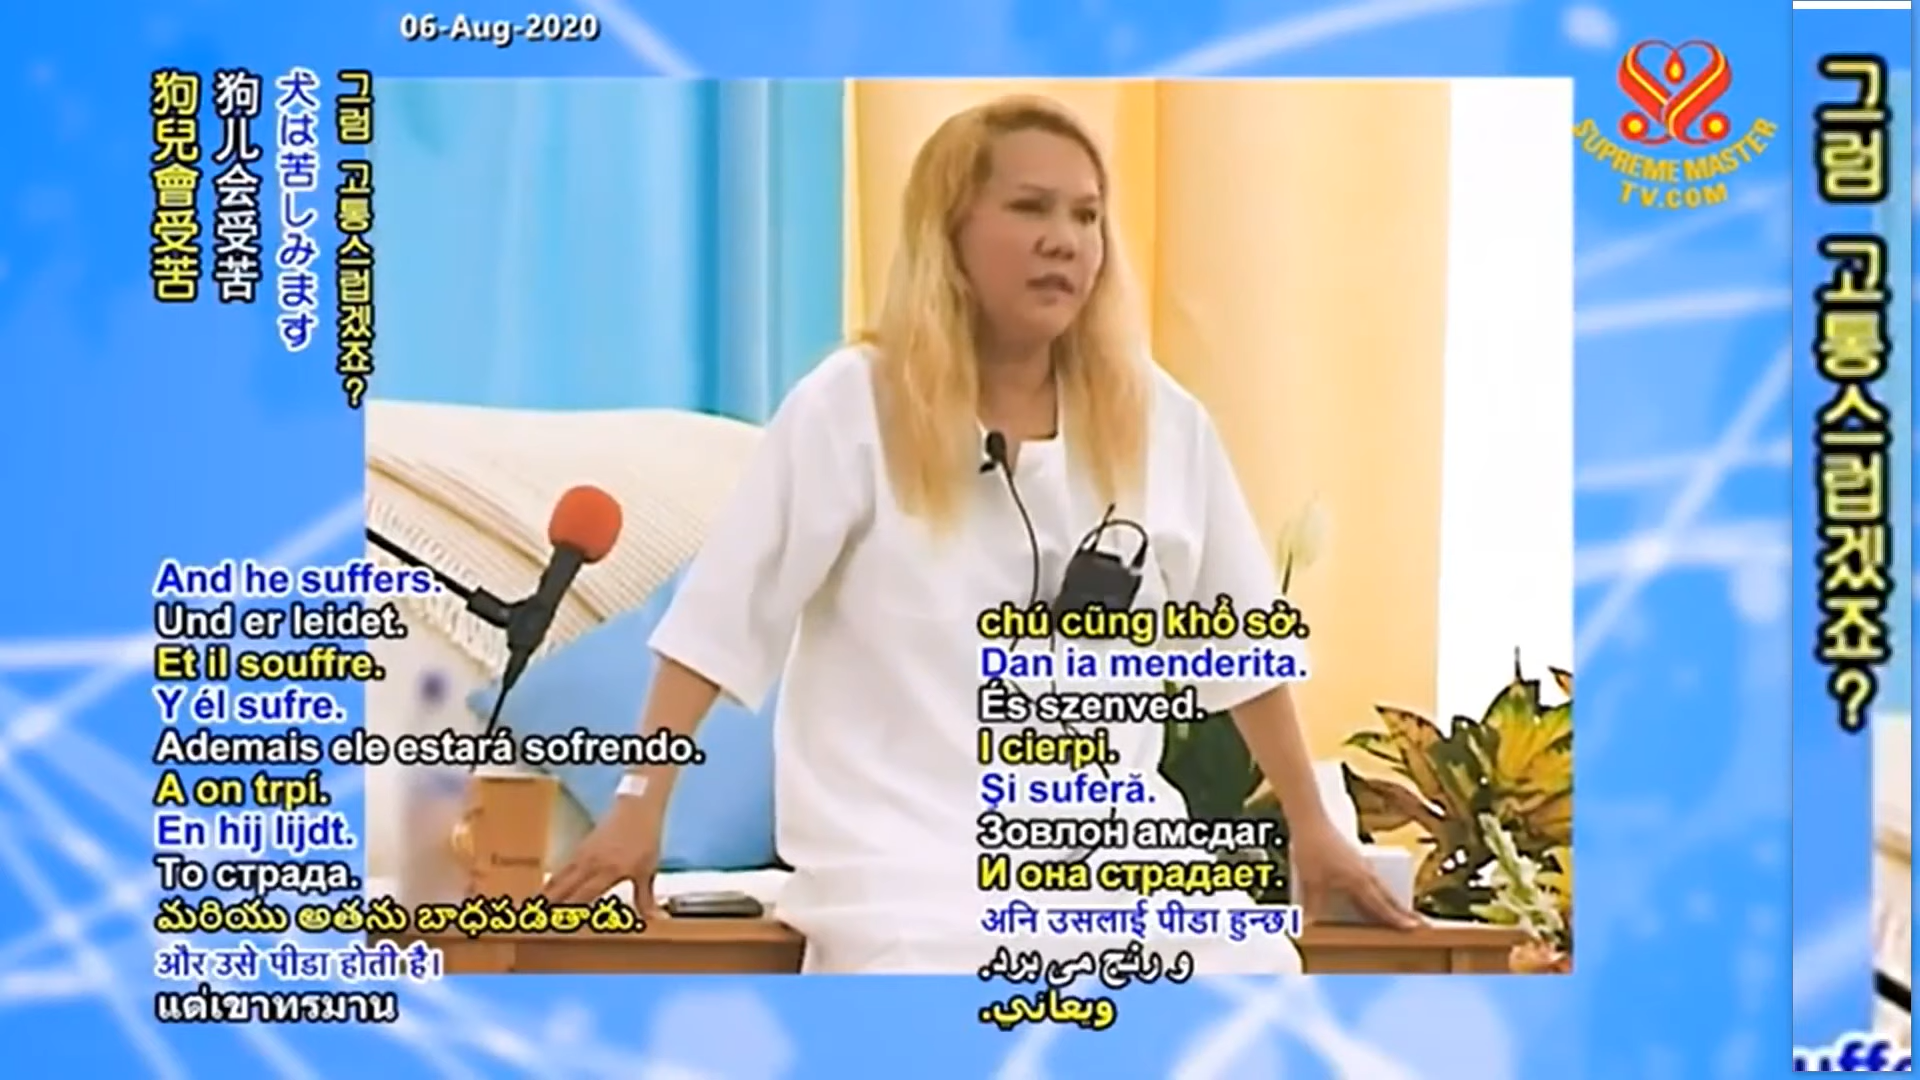 06-Aug-2020
狗兒會受苦
狗儿会受苦
犬は苦しみます
그럼 고통스럽겠죠?
SUPREME MASTER
TV.COM
And he suffers.
Und er leidet.
Et il souffre.
Y él sufre.
Ademais ele estará sofrendo.
A on trpí.
En hij lijdt.
То страда.
మరియు అతను బాధపడతాడు.
और उसे पीडा होती है।
แต่เขาทรมาน
chú cũng khổ sở.
Dan ia menderita.
És szenved.
I cierpi.
Şi suferă.
Зовлон амсдаг.
И она страдает.
अनि उसलाई पीडा हुन्छ।
و رنج می برد.
ويعاني.
그럼 고통스럽겠죠?